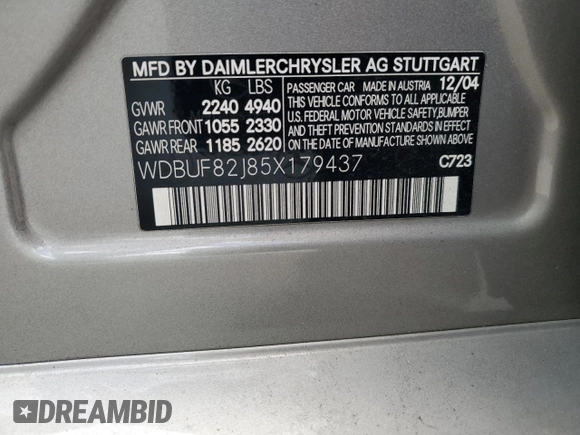 MFD BY DAIMLERCHRYSLER AG STUTTGART
KG LBS
GVWR 2240 4940
GAWR FRONT 1055 2330
GAWR REAR 1185 2620
PASSENGER CAR MADE IN AUSTRIA 12/04
THIS VEHICLE CONFORMS TO ALL APPLICABLE
U.S. FEDERAL MOTOR VEHICLE SAFETY,BUMPER
AND THEFT PREVENTION STANDARDS IN EFFECT
ON THE DATE OF MANUFACTURE SHOWN ABOVE
WDBUF82J85X179437 C723
DREAMBID